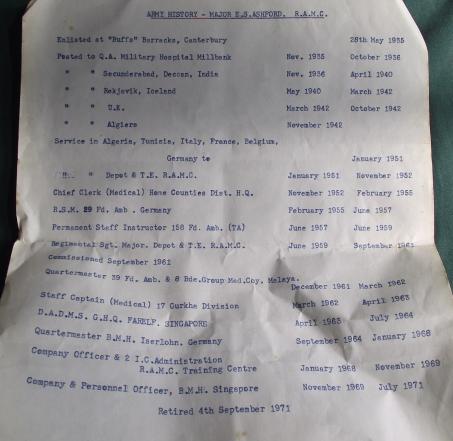 ARMY HISTORY - MAJOR E.S.ASHFORD. R.A.M.C.
Enlisted at "Buffs" Barracks, Canterbury 28th May 1935
Posted to Q.A. Military Hospital Millbank Nov. 1935 October 1936
" " Secunderabad, Deccan, India Nov. 1936 April 1940
" " Rekjavik, Iceland May 1940 March 1942
" " U.K. March 1942 October 1942
" " Algiers November 1942
Service in Algeria, Tunisia, Italy, France, Belgium,
Germany to January 1951
" " Depot & T.E. R.A.M.C. January 1951 November 1952
Chief Clerk (Medical) Home Counties Dist. H.Q. November 1952 February 1955
R.S.M. 29 Fd. Amb . Germany February 1955 June 1957
Permanent Staff Instructor 158 Fd. Amb. (TA) June 1957 June 1959
Regimental Sgt. Major. Depot & T.E. R.A.M.C. June 1959 September 1961
Commissioned September 1961
Quartermaster 39 Fd. Amb. & 8 Bde.Group Med.Coy. Malaya. December 1961 March 1962
Staff Captain (Medical) 17 Gurkha Division March 1962 April 1963
D.A.D.M.S. G.H.Q. FARELF. SINGAPORE April 1963 July 1964
Quartermaster B.M.H. Iserlohn. Germany September 1964 January 1968
Company Officer & 2 I.C.Administration
R.A.M.C. Training Centre January 1968 November 1969
Company & Personnel Officer, B.M.H. Singapore November 1969 July 1971
Retired 4th September 1971